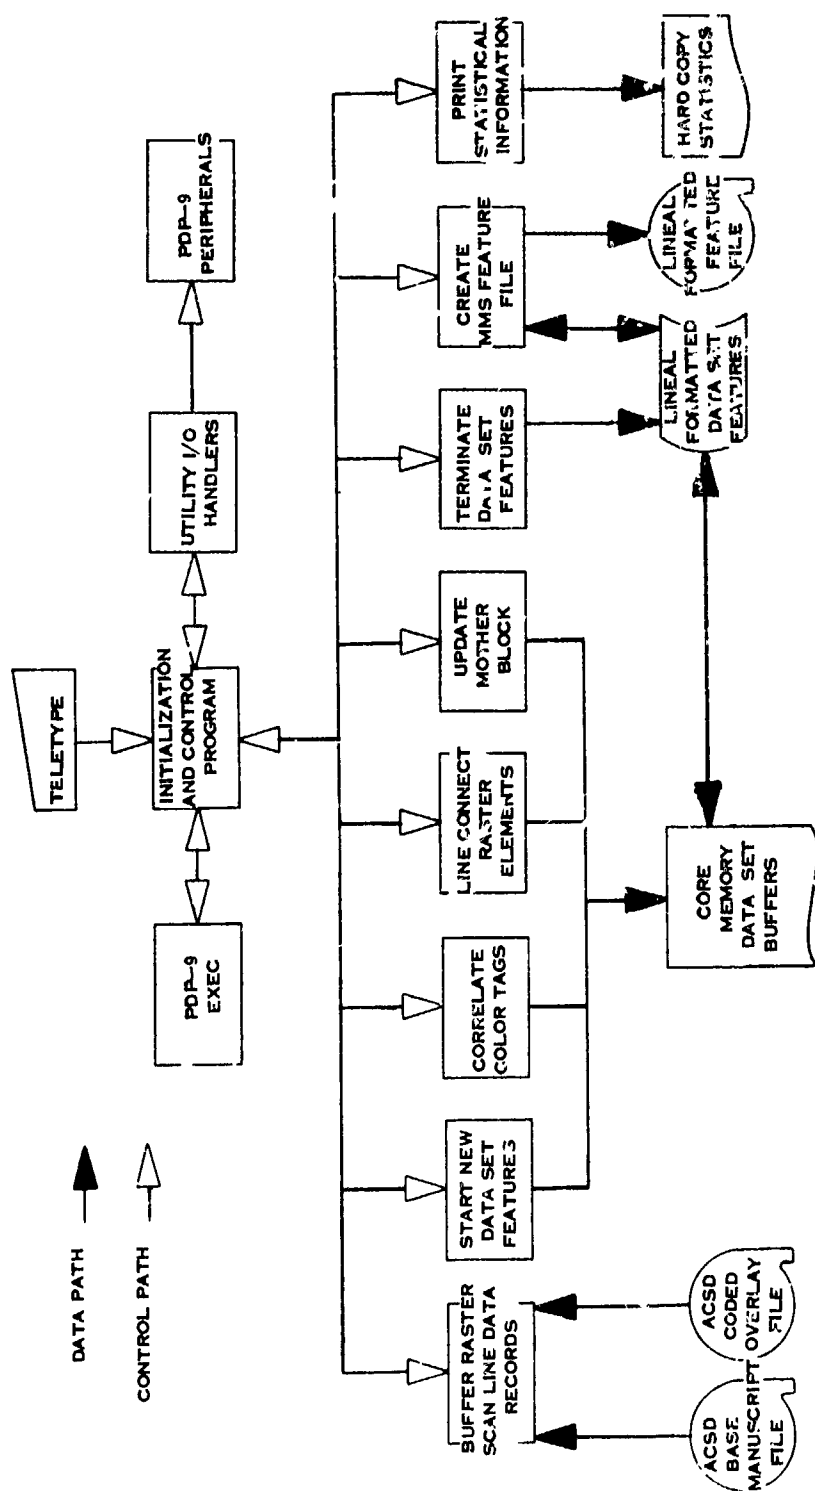 DATA PATH
CONTROL PATH
TELETYPE
PDP-9
EXEC
INITIALIZATION
AND CONTROL
PROGRAM
UTILITY I/O
HANDLERS
PDP-9
PERIPHERALS
BUFFER RASTER
SCAN LINE DATA
RECORDS
START NEW
DATA SET
FEATURES
CORRELATE
COLOR TAGS
LINE CONNECT
RASTER
ELEMENTS
UPDATE
MOTHER
BLOCK
TERMINATE
DATA SET
FEATURES
CREATE
MMS FEATURE
FILE
PRINT
STATISTICAL
INFORMATION
ACSD
BASE
MANUSCRIPT
FILE
ACSD
CODED
OVERLAY
FILE
CORE
MEMORY
DATA SET
BUFFERS
LINEAL
FORMATTED
DATA SET
FEATURES
LINEAL
FORMATTED
FEATURE
FILE
HARD COPY
STATISTICS